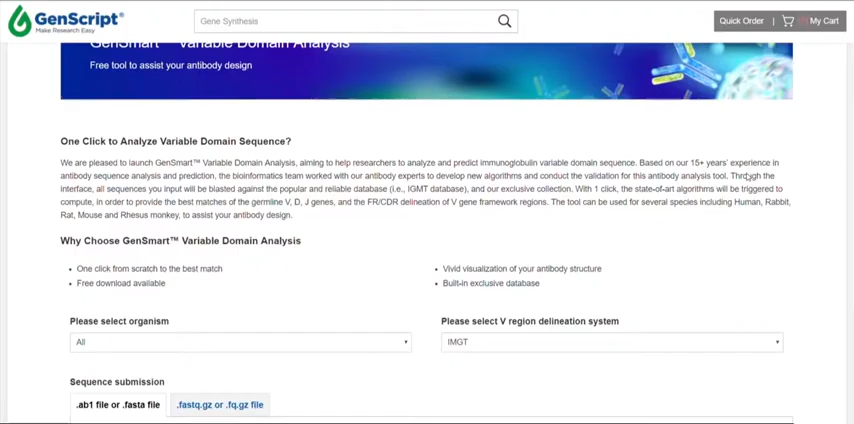 GenScript®
Make Research Easy
Gene Synthesis
Quick Order | My Cart
GenSmart™ Variable Domain Analysis
Free tool to assist your antibody design
One Click to Analyze Variable Domain Sequence?
We are pleased to launch GenSmart™ Variable Domain Analysis, aiming to help researchers to analyze and predict immunoglobulin variable domain sequence. Based on our 15+ years' experience in
antibody sequence analysis and prediction, the bioinformatics team worked with our antibody experts to develop new algorithms and conduct the validation for this antibody analysis tool. Through the
interface, all sequences you input will be blasted against the popular and reliable database (i.e., IGMT database), and our exclusive collection. With 1 click, the state-of-art algorithms will be triggered to
compute, in order to provide the best matches of the germline V, D, J genes, and the FR/CDR delineation of V gene framework regions. The tool can be used for several species including Human, Rabbit,
Rat, Mouse and Rhesus monkey, to assist your antibody design.
Why Choose GenSmart™ Variable Domain Analysis
• One click from scratch to the best match
• Vivid visualization of your antibody structure
• Free download available
• Built-in exclusive database
Please select organism
Please select V region delineation system
All
IMGT
Sequence submission
.ab1 file or .fasta file
.fastq.gz or .fq.gz file